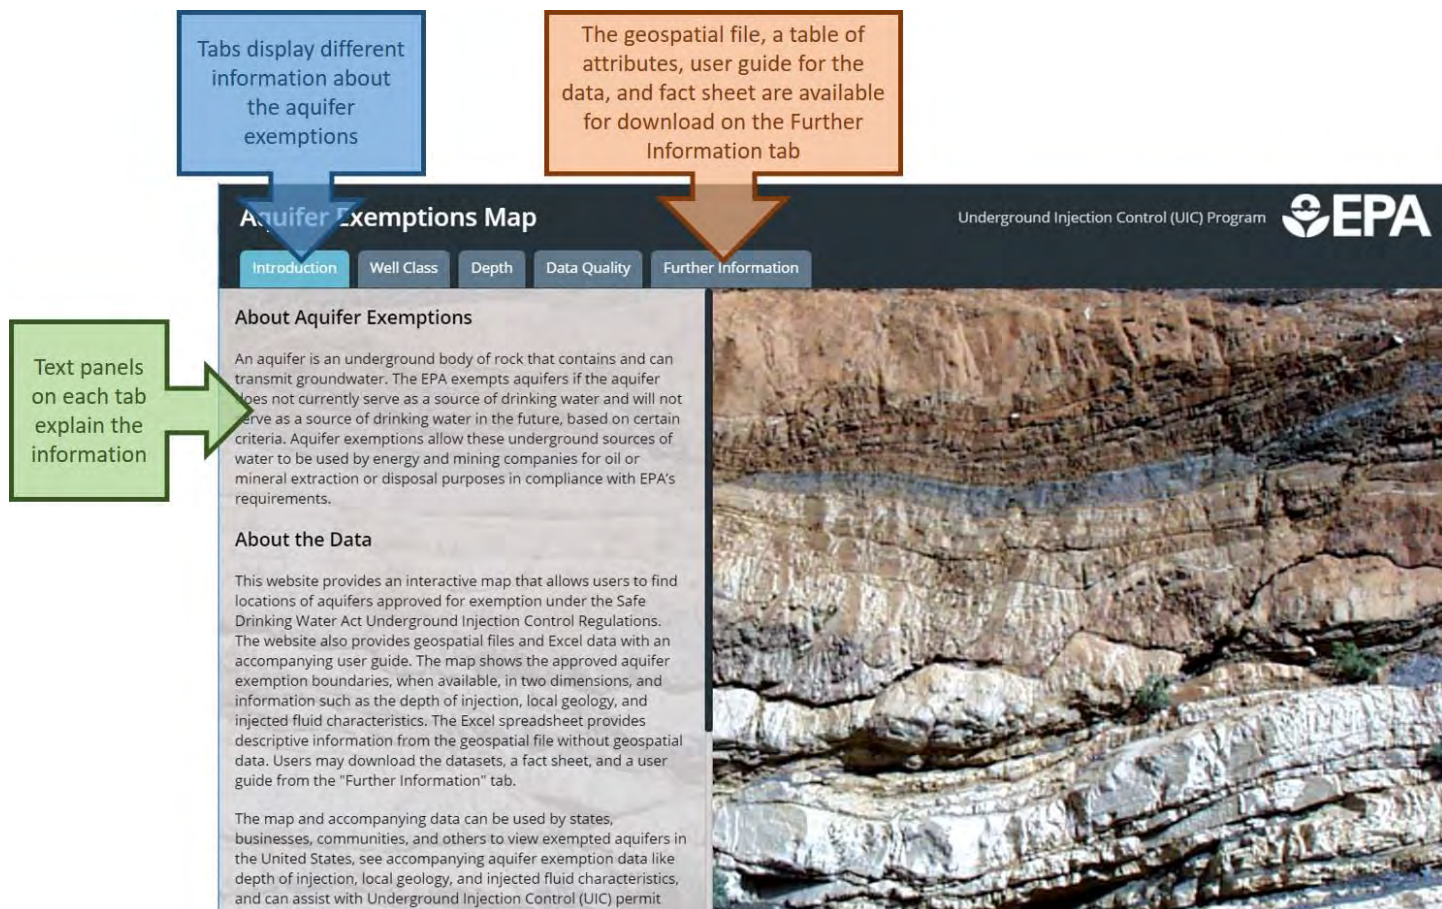 Tabs display different
information about
the aquifer
exemptions
The geospatial file, a table of
attributes, user guide for the
data, and fact sheet are available
for download on the Further
Information tab
Aquifer Exemptions Map
Underground Injection Control (UIC) Program
EPA
Introduction
Well Class
Depth
Data Quality
Further Information
Text panels
on each tab
explain the
information
About Aquifer Exemptions
An aquifer is an underground body of rock that contains and can
transmit groundwater. The EPA exempts aquifers if the aquifer
does not currently serve as a source of drinking water and will not
serve as a source of drinking water in the future, based on certain
criteria. Aquifer exemptions allow these underground sources of
water to be used by energy and mining companies for oil or
mineral extraction or disposal purposes in compliance with EPA's
requirements.
About the Data
This website provides an interactive map that allows users to find
locations of aquifers approved for exemption under the Safe
Drinking Water Act Underground Injection Control Regulations.
The website also provides geospatial files and Excel data with an
accompanying user guide. The map shows the approved aquifer
exemption boundaries, when available, in two dimensions, and
information such as the depth of injection, local geology, and
injected fluid characteristics. The Excel spreadsheet provides
descriptive information from the geospatial file without geospatial
data. Users may download the datasets, a fact sheet, and a user
guide from the "Further Information" tab.
The map and accompanying data can be used by states,
businesses, communities, and others to view exempted aquifers in
the United States, see accompanying aquifer exemption data like
depth of injection, local geology, and injected fluid characteristics,
and can assist with Underground Injection Control (UIC) permit